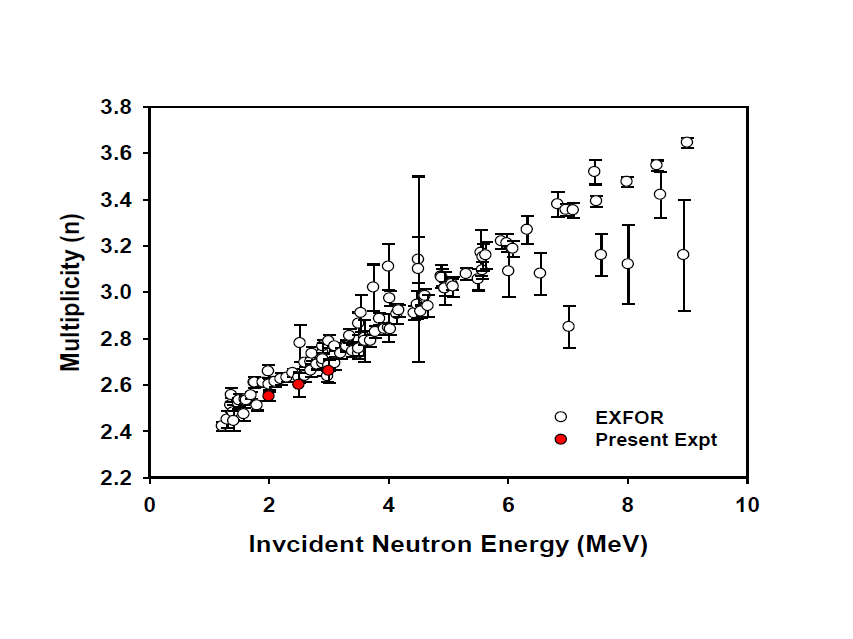 3.8
3.6
3.4
3.2
3.0
2.8
2.6
2.4
2.2
Multiplicity (n)
EXFOR
Present Expt
0 2 4 6 8 10
Invcident Neutron Energy (MeV)